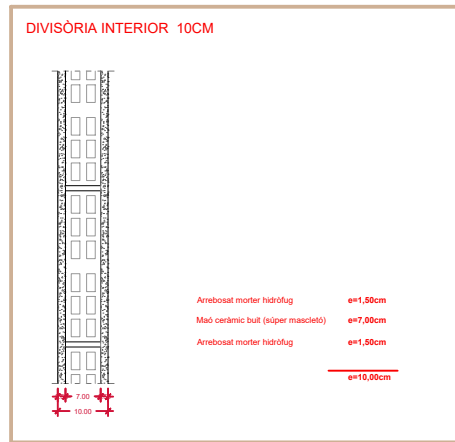 DIVISÒRIA INTERIOR 10CM
Arrebosat morter hidròfug e=1,50cm
Maó ceràmic buit (súper mascletó) e=7,00cm
Arrebosat morter hidròfug e=1,50cm
e=10,00cm
7.00
10.00